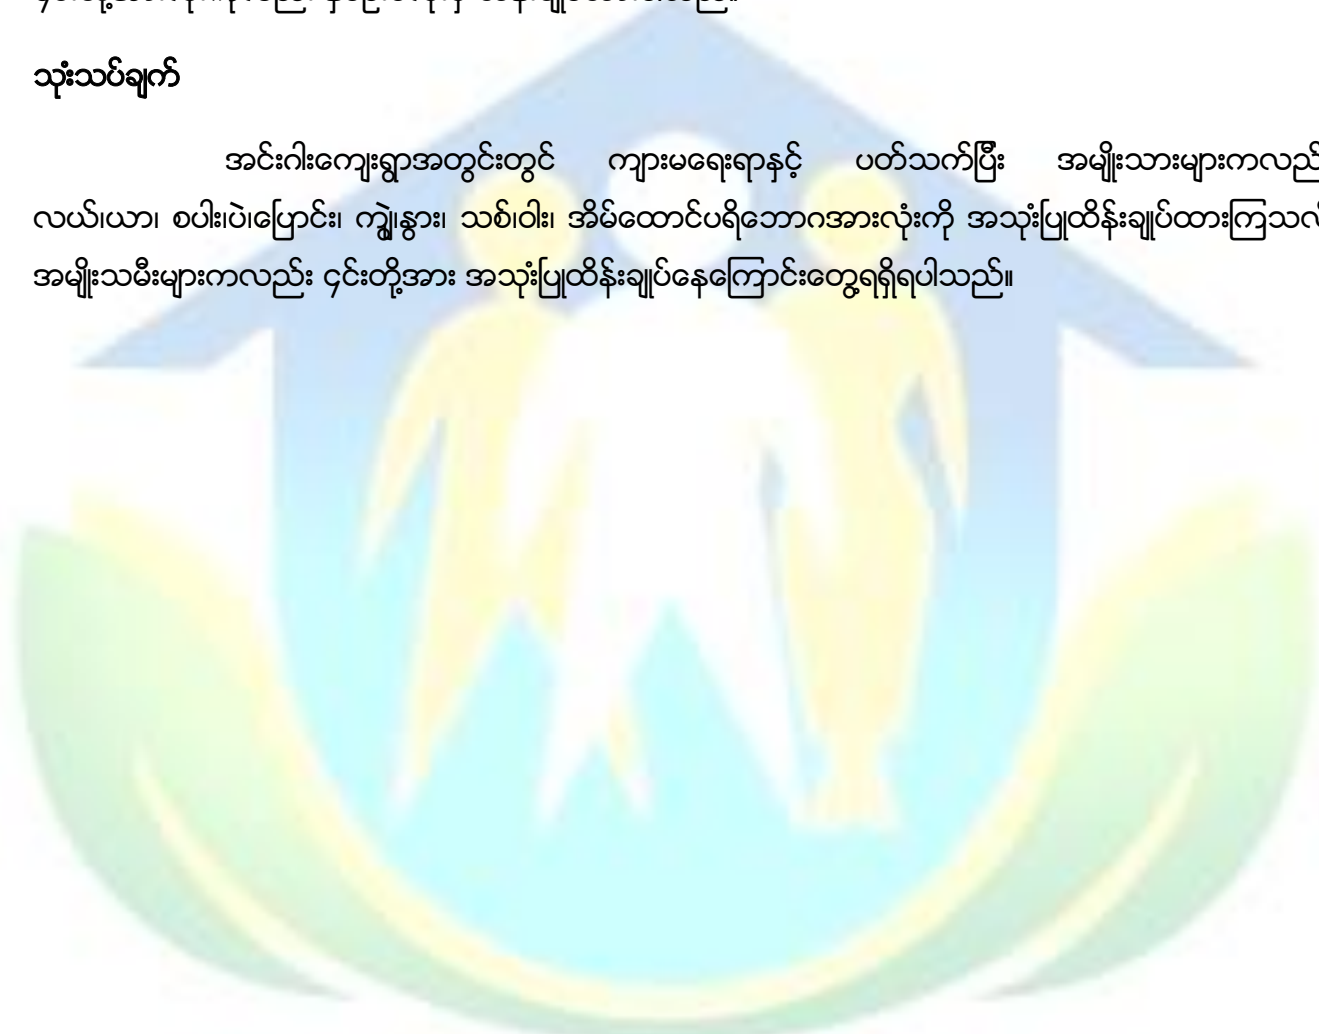 သုံးသပ်ချက်
အင်းဂါးကျေးရွာအတွင်းတွင် ကျားမရေးရာနှင့် ပတ်သက်ပြီး အမျိုးသားများကလည်
လယ်၊ယာ၊ စပါး၊ပဲ၊ပြောင်း၊ ကျွဲ၊နွား၊ သစ်၊ဝါး၊ အိမ်ထောင်ပရိဘောဂအားလုံးကို အသုံးပြုထိန်းချုပ်ထားကြသလိ
အမျိုးသမီးများကလည်း ၄င်းတို့အား အသုံးပြုထိန်းချုပ်နေကြောင်းတွေ့ရရှိရပါသည်။